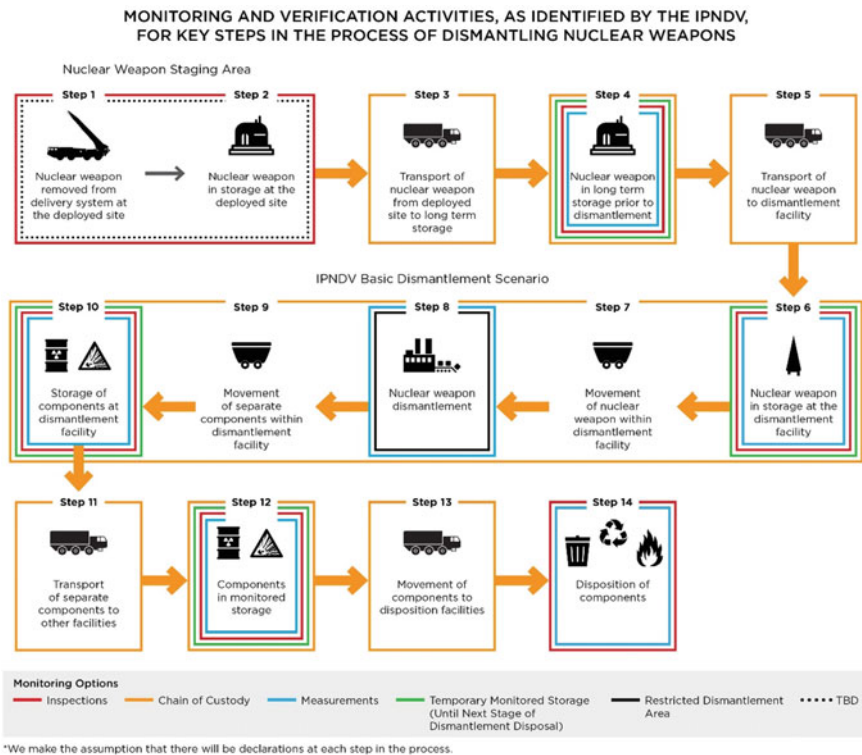 MONITORING AND VERIFICATION ACTIVITIES, AS IDENTIFIED BY THE IPNDV,
FOR KEY STEPS IN THE PROCESS OF DISMANTLING NUCLEAR WEAPONS
Nuclear Weapon Staging Area
Step 1
Nuclear weapon
removed from
delivery system at
the deployed site
Step 2
Nuclear weapon
in storage at the
deployed site
Step 3
Transport of
nuclear weapon
from deployed
site to long term
storage
Step 4
Nuclear weapon
in long term
storage prior to
dismantlement
Step 5
Transport of
nuclear weapon
to dismantlement
facility
IPNDV Basic Dismantlement Scenario
Step 10
Storage of
components at
dismantlement
facility
Step 9
Movement
of separate
components within
dismantlement
facility
Step 8
Nuclear weapon
dismantlement
Step 7
Movement
of nuclear
weapon within
dismantlement
facility
Step 6
Nuclear weapon
in storage at the
dismantlement
facility
Step 11
Transport
of separate
components to
other facilities
Step 12
Components
in monitored
storage
Step 13
Movement of
components to
disposition facilities
Step 14
Disposition of
components
Monitoring Options
Inspections
Chain of Custody
Measurements
Temporary Monitored Storage
(Until Next Stage of
Dismantlement Disposal)
Restricted Dismantlement
Area
TBD
*We make the assumption that there will be declarations at each step in the process.